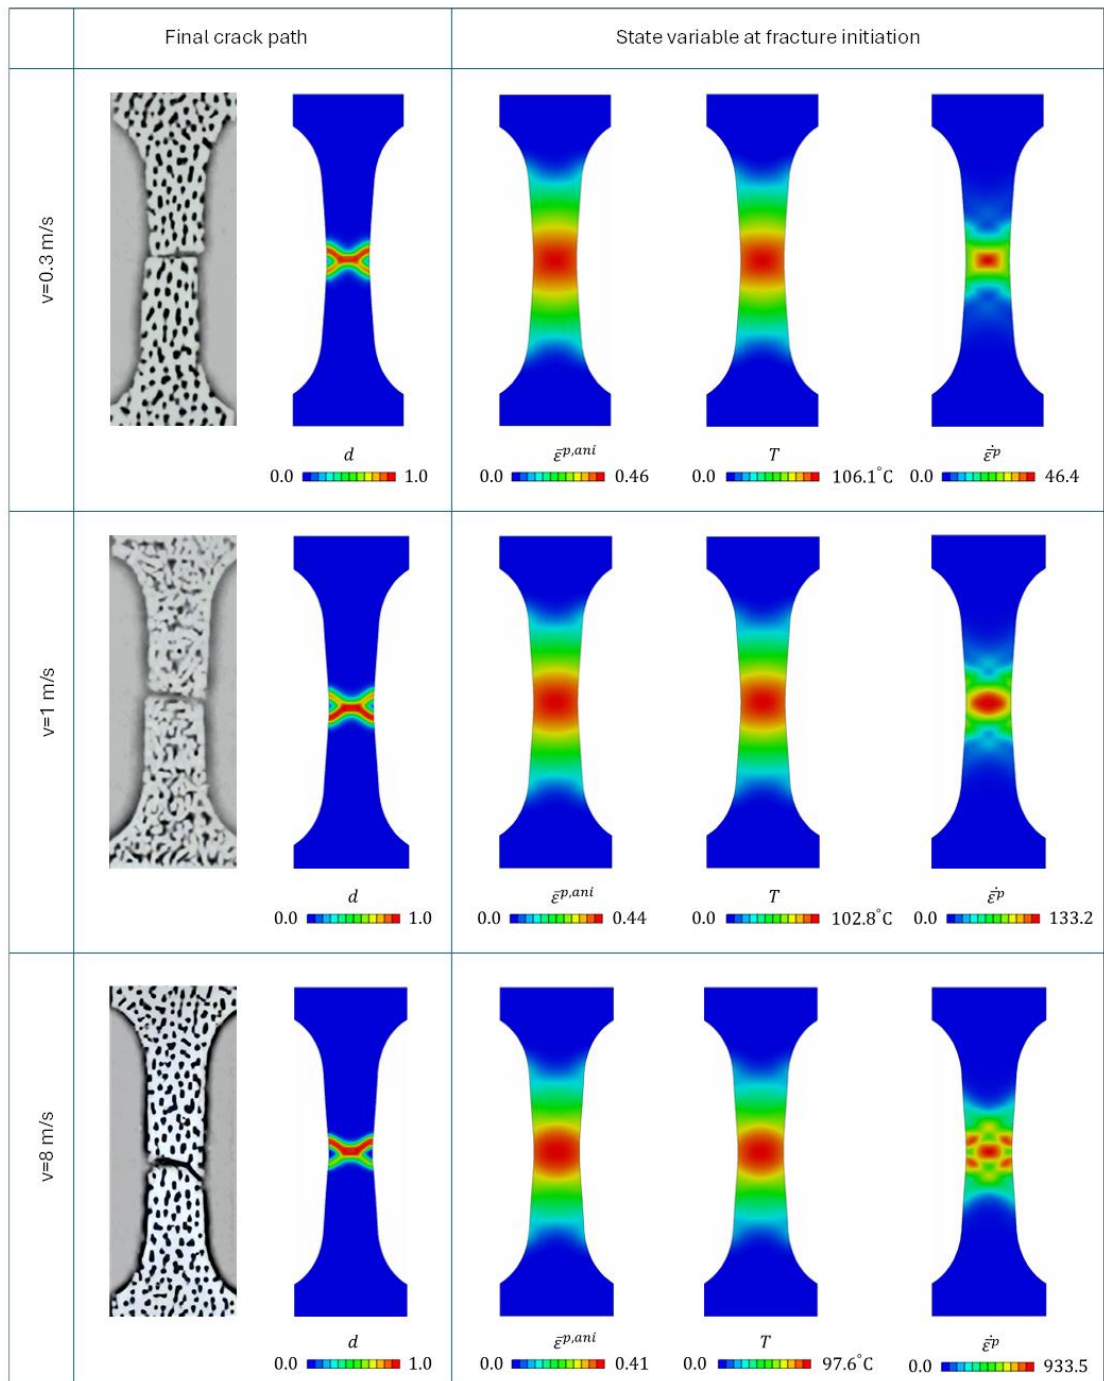 Final crack path
State variable at fracture initiation
v=0.3 m/s
d
0.0 1.0
ε̄^{p,ani}
0.0 0.46
T
0.0 106.1°C
ε̄̇^{p}
0.0 46.4
v=1 m/s
d
0.0 1.0
ε̄^{p,ani}
0.0 0.44
T
0.0 102.8°C
ε̄̇^{p}
0.0 133.2
v=8 m/s
d
0.0 1.0
ε̄^{p,ani}
0.0 0.41
T
0.0 97.6°C
ε̄̇^{p}
0.0 933.5